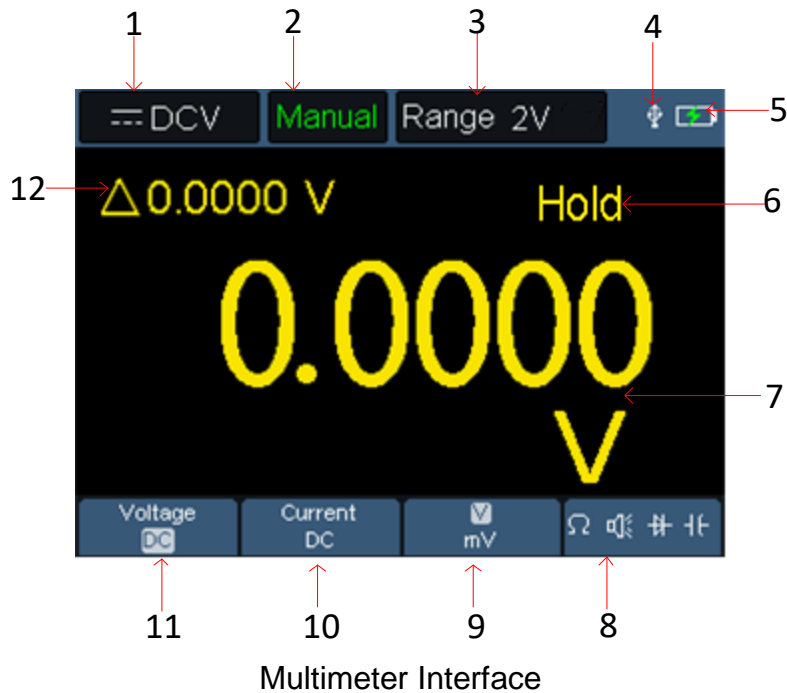 1 2 3 4
DCV Manual Range 2V
5
12
△0.0000 V Hold
6
0.0000
7
V
Voltage Current V
DC DC mV Ω
11 10 9 8
Multimeter Interface